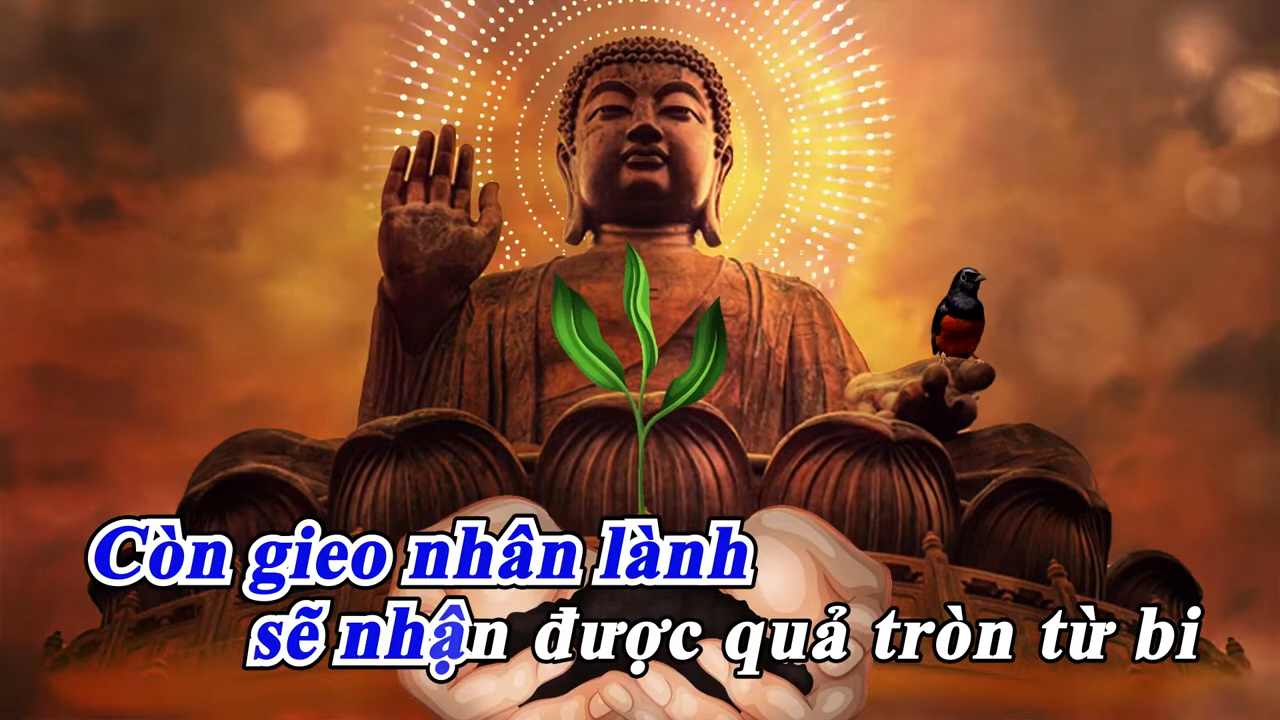 Còn gieo nhân lành
sẽ nhận được quả tròn từ bi